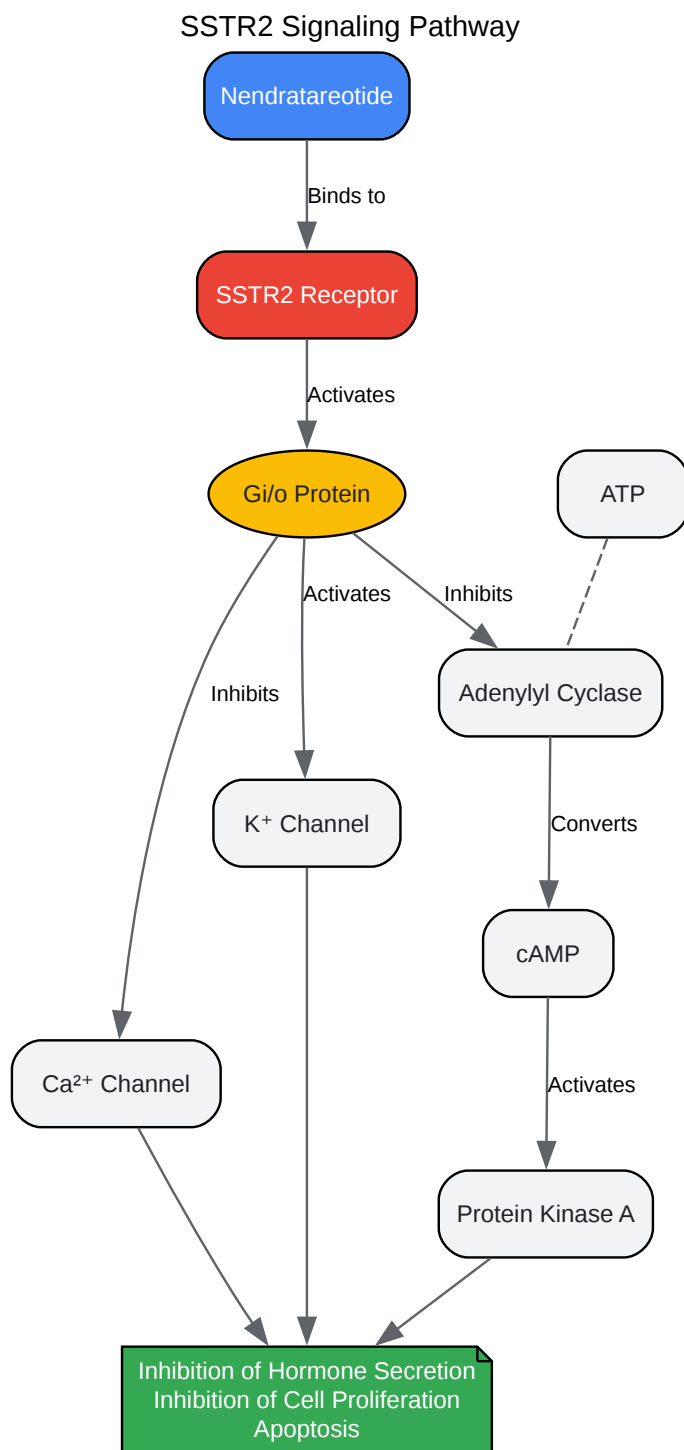 SSTR2 Signaling Pathway
Nendratareotide
Binds to
SSTR2 Receptor
Activates
Gi/o Protein
ATP
Activates
Inhibits
Inhibits
Adenylyl Cyclase
K⁺ Channel
Converts
cAMP
Ca²⁺ Channel
Activates
Protein Kinase A
Inhibition of Hormone Secretion
Inhibition of Cell Proliferation
Apoptosis